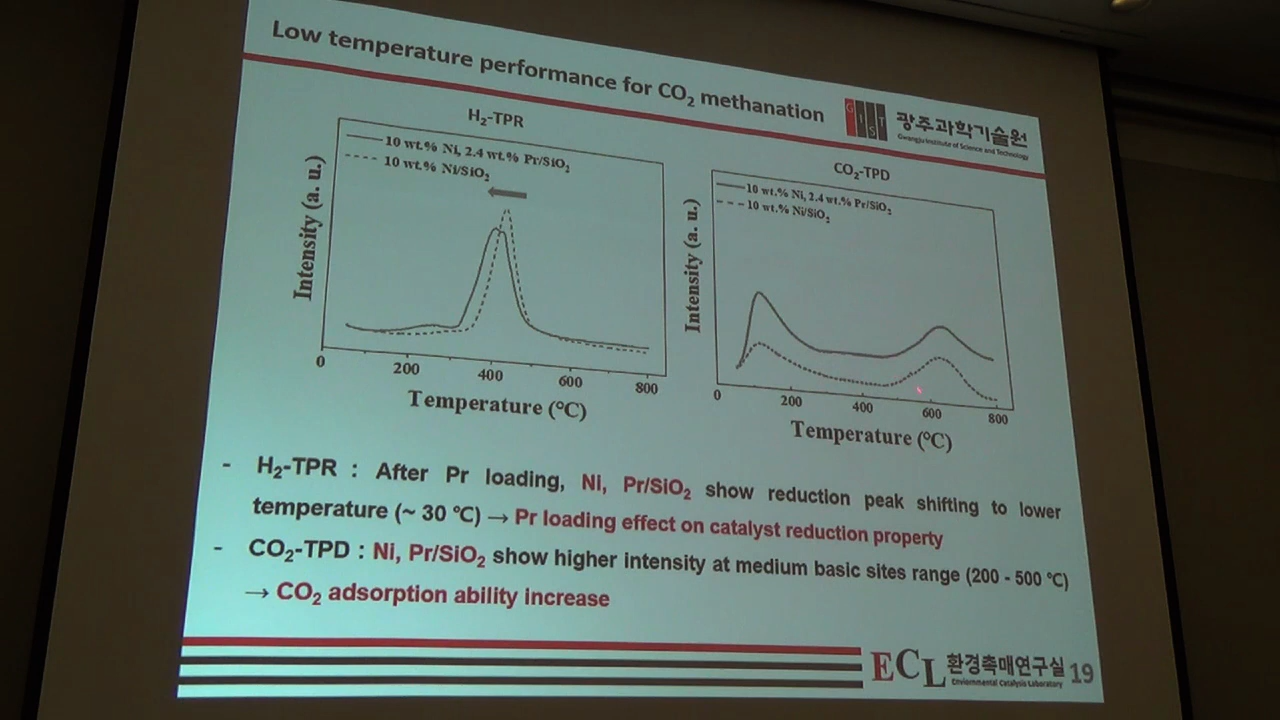 Low temperature performance for CO₂ methanation
GIST
광주과학기술원
Gwangju Institute of Science and Technology
H₂-TPR
10 wt.% Ni, 2.4 wt.% Pr/SiO₂
10 wt.% Ni/SiO₂
Intensity (a. u.)
0 200 400 600 800
Temperature (°C)
CO₂-TPD
10 wt.% Ni, 2.4 wt.% Pr/SiO₂
10 wt.% Ni/SiO₂
Intensity (a. u.)
0 200 400 600 800
Temperature (°C)
- H₂-TPR : After Pr loading, Ni, Pr/SiO₂ show reduction peak shifting to lower
temperature (~ 30 ℃) → Pr loading effect on catalyst reduction property
- CO₂-TPD : Ni, Pr/SiO₂ show higher intensity at medium basic sites range (200 - 500 ℃)
→ CO₂ adsorption ability increase
ECL 환경촉매연구실 19
Environmental Catalysis Laboratory